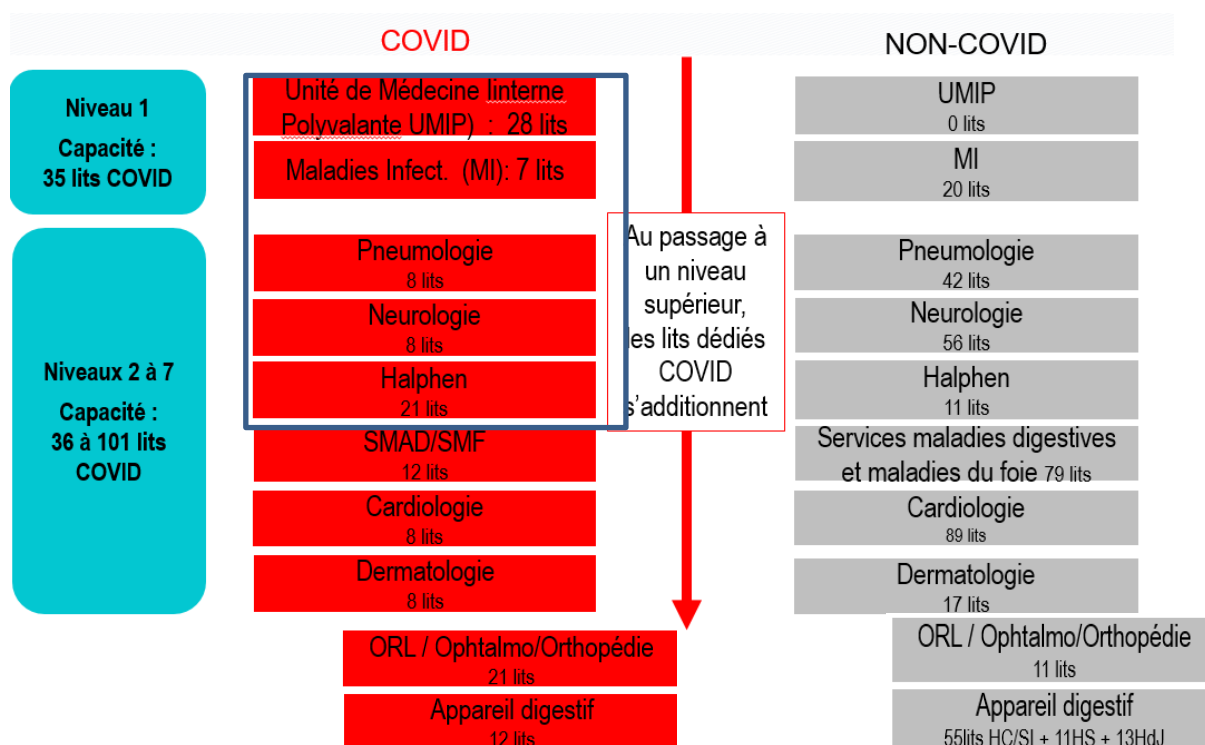 COVID
NON-COVID
Niveau 1
Capacité :
35 lits COVID
Unité de Médecine Iinterne
Polyvalante UMIP) : 28 lits
Maladies Infect. (MI): 7 lits
UMIP
0 lits
MI
20 lits
Niveaux 2 à 7
Capacité :
36 à 101 lits
COVID
Pneumologie
8 lits
Neurologie
8 lits
Halphen
21 lits
SMAD/SMF
12 lits
Cardiologie
8 lits
Dermatologie
8 lits
ORL / Ophtalmo/Orthopédie
21 lits
Appareil digestif
12 lits
Au passage à
un niveau
supérieur,
les lits dédiés
COVID
s'additionnent
Pneumologie
42 lits
Neurologie
56 lits
Halphen
11 lits
Services maladies digestives
et maladies du foie 79 lits
Cardiologie
89 lits
Dermatologie
17 lits
ORL / Ophtalmo/Orthopédie
11 lits
Appareil digestif
55lits HC/SI + 11HS + 13HdJ